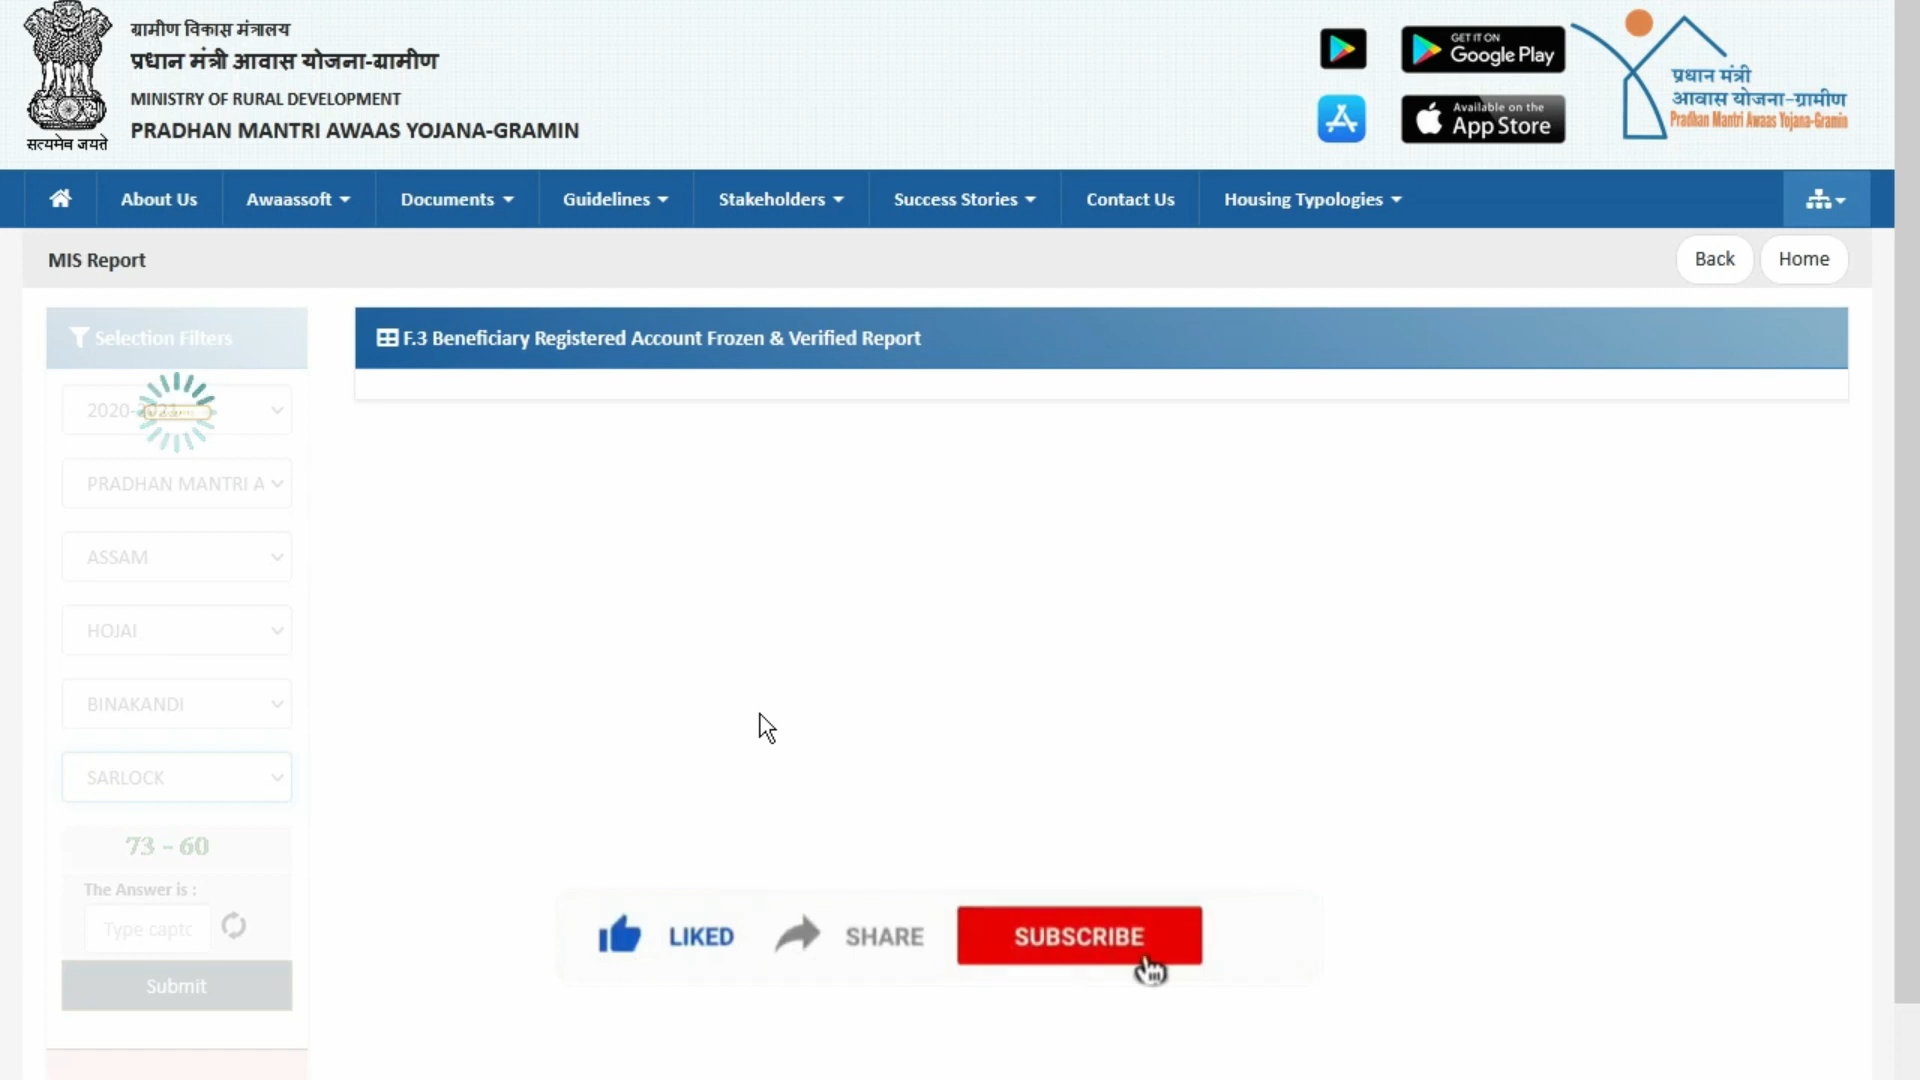 ग्रामीण विकास मंत्रालय
प्रधान मंत्री आवास योजना-ग्रामीण
MINISTRY OF RURAL DEVELOPMENT
PRADHAN MANTRI AWAAS YOJANA-GRAMIN
सत्यमेव जयते
GET IT ON
Google Play
Available on the
App Store
प्रधान मंत्री
आवास योजना-ग्रामीण
Pradhan Mantri Awaas Yojana-Gramin
About Us
Awaassoft
Documents
Guidelines
Stakeholders
Success Stories
Contact Us
Housing Typologies
MIS Report
Back
Home
Selection Filters
F.3 Beneficiary Registered Account Frozen & Verified Report
2020-2021
PRADHAN MANTRI A
ASSAM
HOJAI
BINAKANDI
SARLOCK
73 - 60
The Answer is :
Type captc
Submit
LIKED
SHARE
SUBSCRIBE